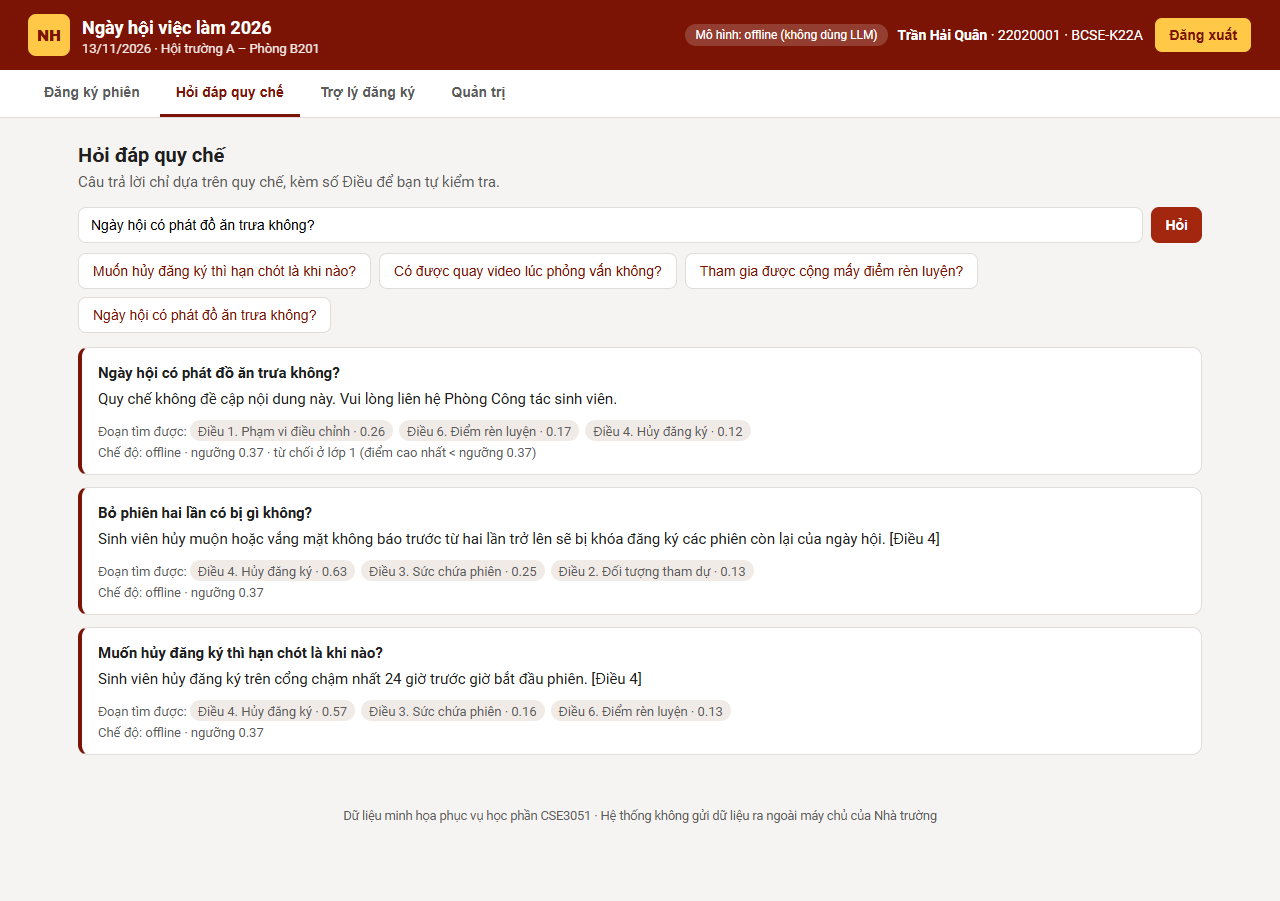 NH
Ngày hội việc làm 2026
13/11/2026 · Hội trường A – Phòng B201
Mô hình: offline (không dùng LLM)
Trần Hải Quân · 22020001 · BCSE-K22A
Đăng xuất
Đăng ký phiên
Hỏi đáp quy chế
Trợ lý đăng ký
Quản trị
Hỏi đáp quy chế
Câu trả lời chỉ dựa trên quy chế, kèm số Điều để bạn tự kiểm tra.
Ngày hội có phát đồ ăn trưa không?
Hỏi
Muốn hủy đăng ký thì hạn chót là khi nào?
Có được quay video lúc phỏng vấn không?
Tham gia được cộng mấy điểm rèn luyện?
Ngày hội có phát đồ ăn trưa không?
Ngày hội có phát đồ ăn trưa không?
Quy chế không đề cập nội dung này. Vui lòng liên hệ Phòng Công tác sinh viên.
Đoạn tìm được: Điều 1. Phạm vi điều chỉnh · 0.26 Điều 6. Điểm rèn luyện · 0.17 Điều 4. Hủy đăng ký · 0.12
Chế độ: offline · ngưỡng 0.37 · từ chối ở lớp 1 (điểm cao nhất < ngưỡng 0.37)
Bỏ phiên hai lần có bị gì không?
Sinh viên hủy muộn hoặc vắng mặt không báo trước từ hai lần trở lên sẽ bị khóa đăng ký các phiên còn lại của ngày hội. [Điều 4]
Đoạn tìm được: Điều 4. Hủy đăng ký · 0.63 Điều 3. Sức chứa phiên · 0.25 Điều 2. Đối tượng tham dự · 0.13
Chế độ: offline · ngưỡng 0.37
Muốn hủy đăng ký thì hạn chót là khi nào?
Sinh viên hủy đăng ký trên cổng chậm nhất 24 giờ trước giờ bắt đầu phiên. [Điều 4]
Đoạn tìm được: Điều 4. Hủy đăng ký · 0.57 Điều 3. Sức chứa phiên · 0.16 Điều 6. Điểm rèn luyện · 0.13
Chế độ: offline · ngưỡng 0.37
Dữ liệu minh họa phục vụ học phần CSE3051 · Hệ thống không gửi dữ liệu ra ngoài máy chủ của Nhà trường